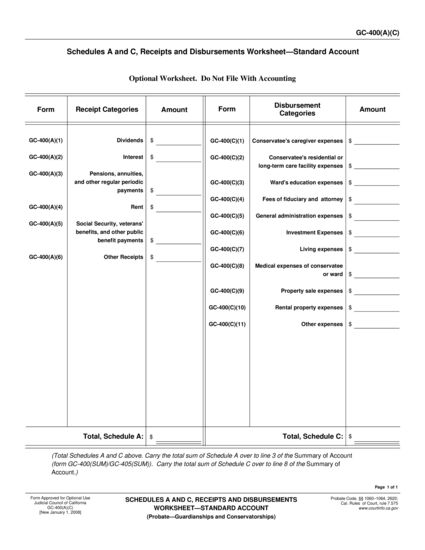 GC-400(A)(C)
Schedules A and C, Receipts and Disbursements Worksheet—Standard Account
Optional Worksheet. Do Not File With Accounting
Form Receipt Categories Amount Form Disbursement Categories Amount
GC-400(A)(1) Dividends $
GC-400(A)(2) Interest $
GC-400(A)(3) Pensions, annuities,
and other regular periodic
payments $
GC-400(A)(4) Rent $
GC-400(A)(5) Social Security, veterans'
benefits, and other public
benefit payments $
GC-400(A)(6) Other Receipts $
GC-400(C)(1) Conservatee's caregiver expenses $
GC-400(C)(2) Conservatee's residential or
long-term care facility expenses $
GC-400(C)(3) Ward's education expenses $
GC-400(C)(4) Fees of fiduciary and attorney $
GC-400(C)(5) General administration expenses $
GC-400(C)(6) Investment Expenses $
GC-400(C)(7) Living expenses $
GC-400(C)(8) Medical expenses of conservatee
or ward $
GC-400(C)(9) Property sale expenses $
GC-400(C)(10) Rental property expenses $
GC-400(C)(11) Other expenses $
Total, Schedule A: $ Total, Schedule C: $
(Total Schedules A and C above. Carry the total sum of Schedule A over to line 3 of the Summary of Account
(form GC-400(SUM)/GC-405(SUM)). Carry the total sum of Schedule C over to line 8 of the Summary of
Account.)
Page 1 of 1
Form Approved for Optional Use
Judicial Council of California
GC-400(A)(C)
[New January 1, 2008]
SCHEDULES A AND C, RECEIPTS AND DISBURSEMENTS
WORKSHEET—STANDARD ACCOUNT
(Probate—Guardianships and Conservatorships)
Probate Code, §§ 1060–1064, 2620;
Cal. Rules of Court, rule 7.575
www.courtinfo.ca.gov